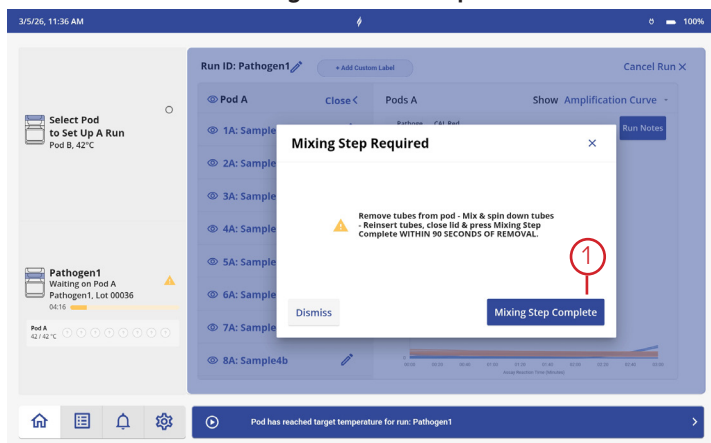 3/5/26, 11:36 AM
100%
Select Pod
to Set Up A Run
Pod B, 42°C
Pathogen1
Waiting on Pod A
Pathogen1, Lot 00036
04:16
Pod A
42 / 42 °C
Run ID: Pathogen1
+ Add Custom Label
Cancel Run X
Pod A
Close <
Pods A
Show Amplification Curve
1A: Sample
2A: Sample
3A: Sample
4A: Sample
5A: Sample
6A: Sample
7A: Sample
8A: Sample4b
Run Notes
Mixing Step Required
Remove tubes from pod - Mix & spin down tubes
- Reinsert tubes, close lid & press Mixing Step
Complete WITHIN 90 SECONDS OF REMOVAL.
1
Dismiss
Mixing Step Complete
Pod has reached target temperature for run: Pathogen1